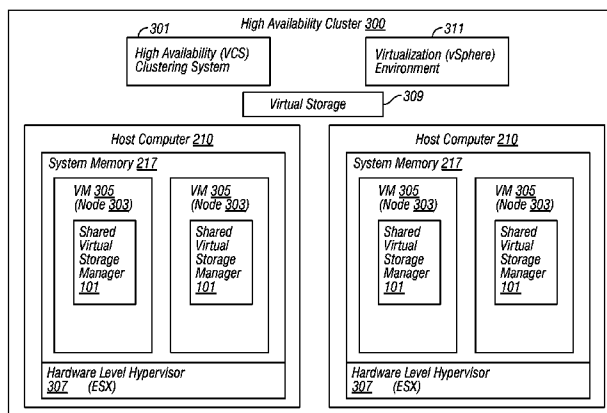 High Availability Cluster 300
301
311
High Availability (VCS)
Clustering System
Virtualization (vSphere)
Environment
Virtual Storage
309
Host Computer 210
System Memory 217
VM 305
(Node 303)
Shared
Virtual
Storage
Manager
101
VM 305
(Node 303)
Shared
Virtual
Storage
Manager
101
Hardware Level Hypervisor
307 (ESX)
Host Computer 210
System Memory 217
VM 305
(Node 303)
Shared
Virtual
Storage
Manager
101
VM 305
(Node 303)
Shared
Virtual
Storage
Manager
101
Hardware Level Hypervisor
307 (ESX)